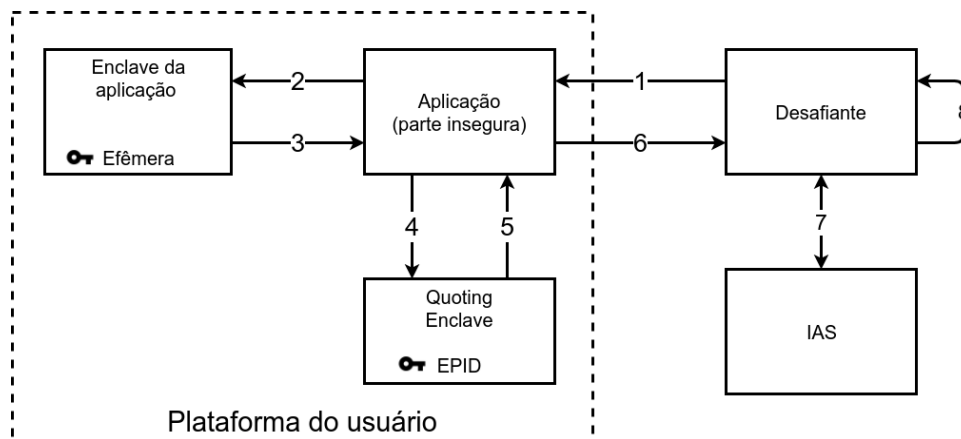 Enclave da
aplicação
Efêmera
2
3
Aplicação
(parte insegura)
1
6
Desafiante
8
4
5
7
Quoting
Enclave
EPID
IAS
Plataforma do usuário